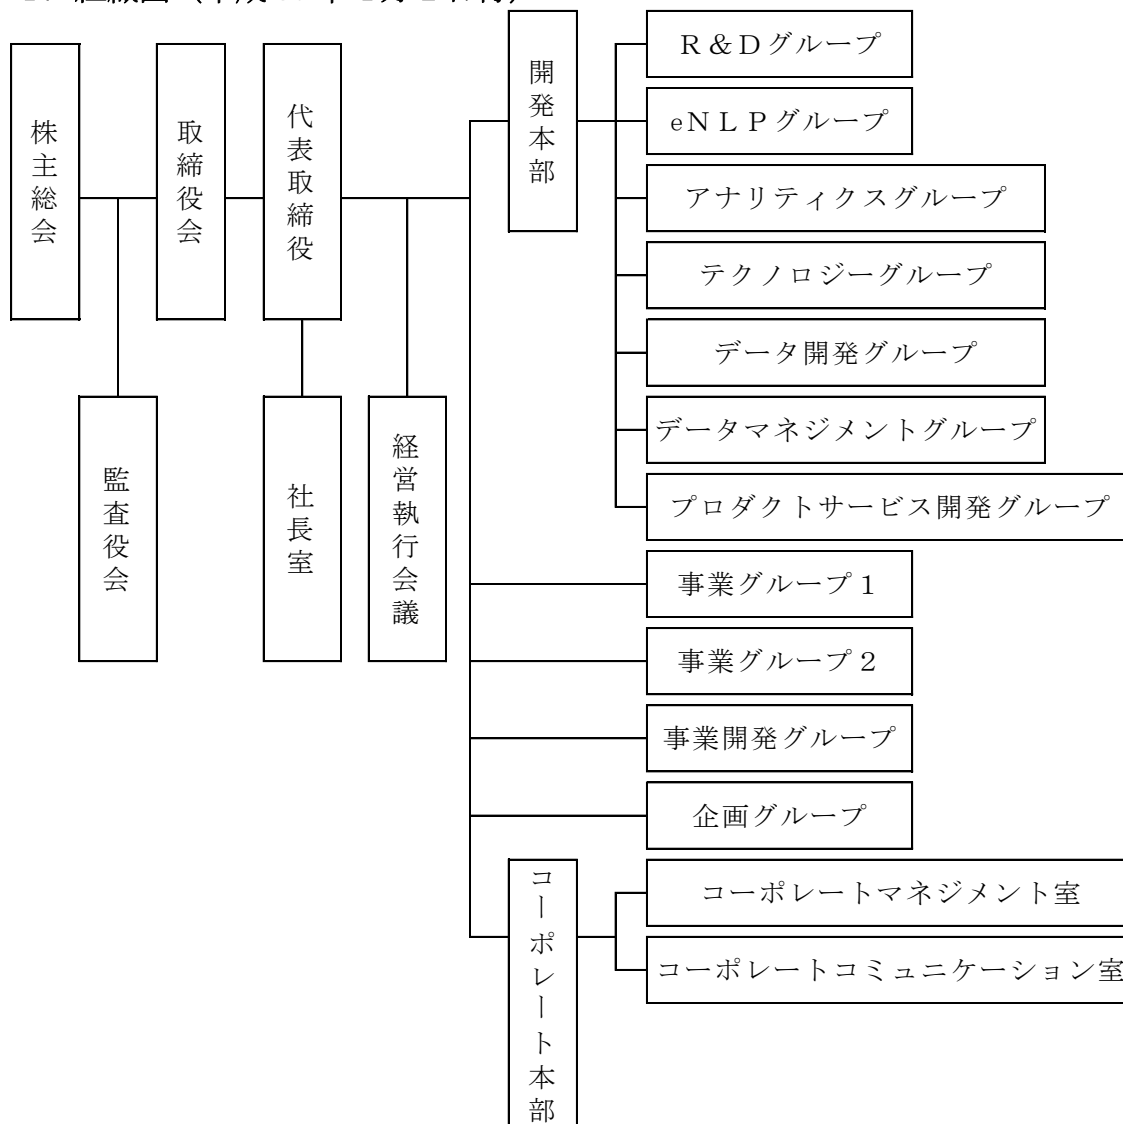 株主総会
取締役会
代表取締役
監査役会
社長室
経営執行会議
開発本部
R＆Dグループ
eNLPグループ
アナリティクスグループ
テクノロジーグループ
データ開発グループ
データマネジメントグループ
プロダクトサービス開発グループ
事業グループ1
事業グループ2
事業開発グループ
企画グループ
コーポレート本部
コーポレートマネジメント室
コーポレートコミュニケーション室